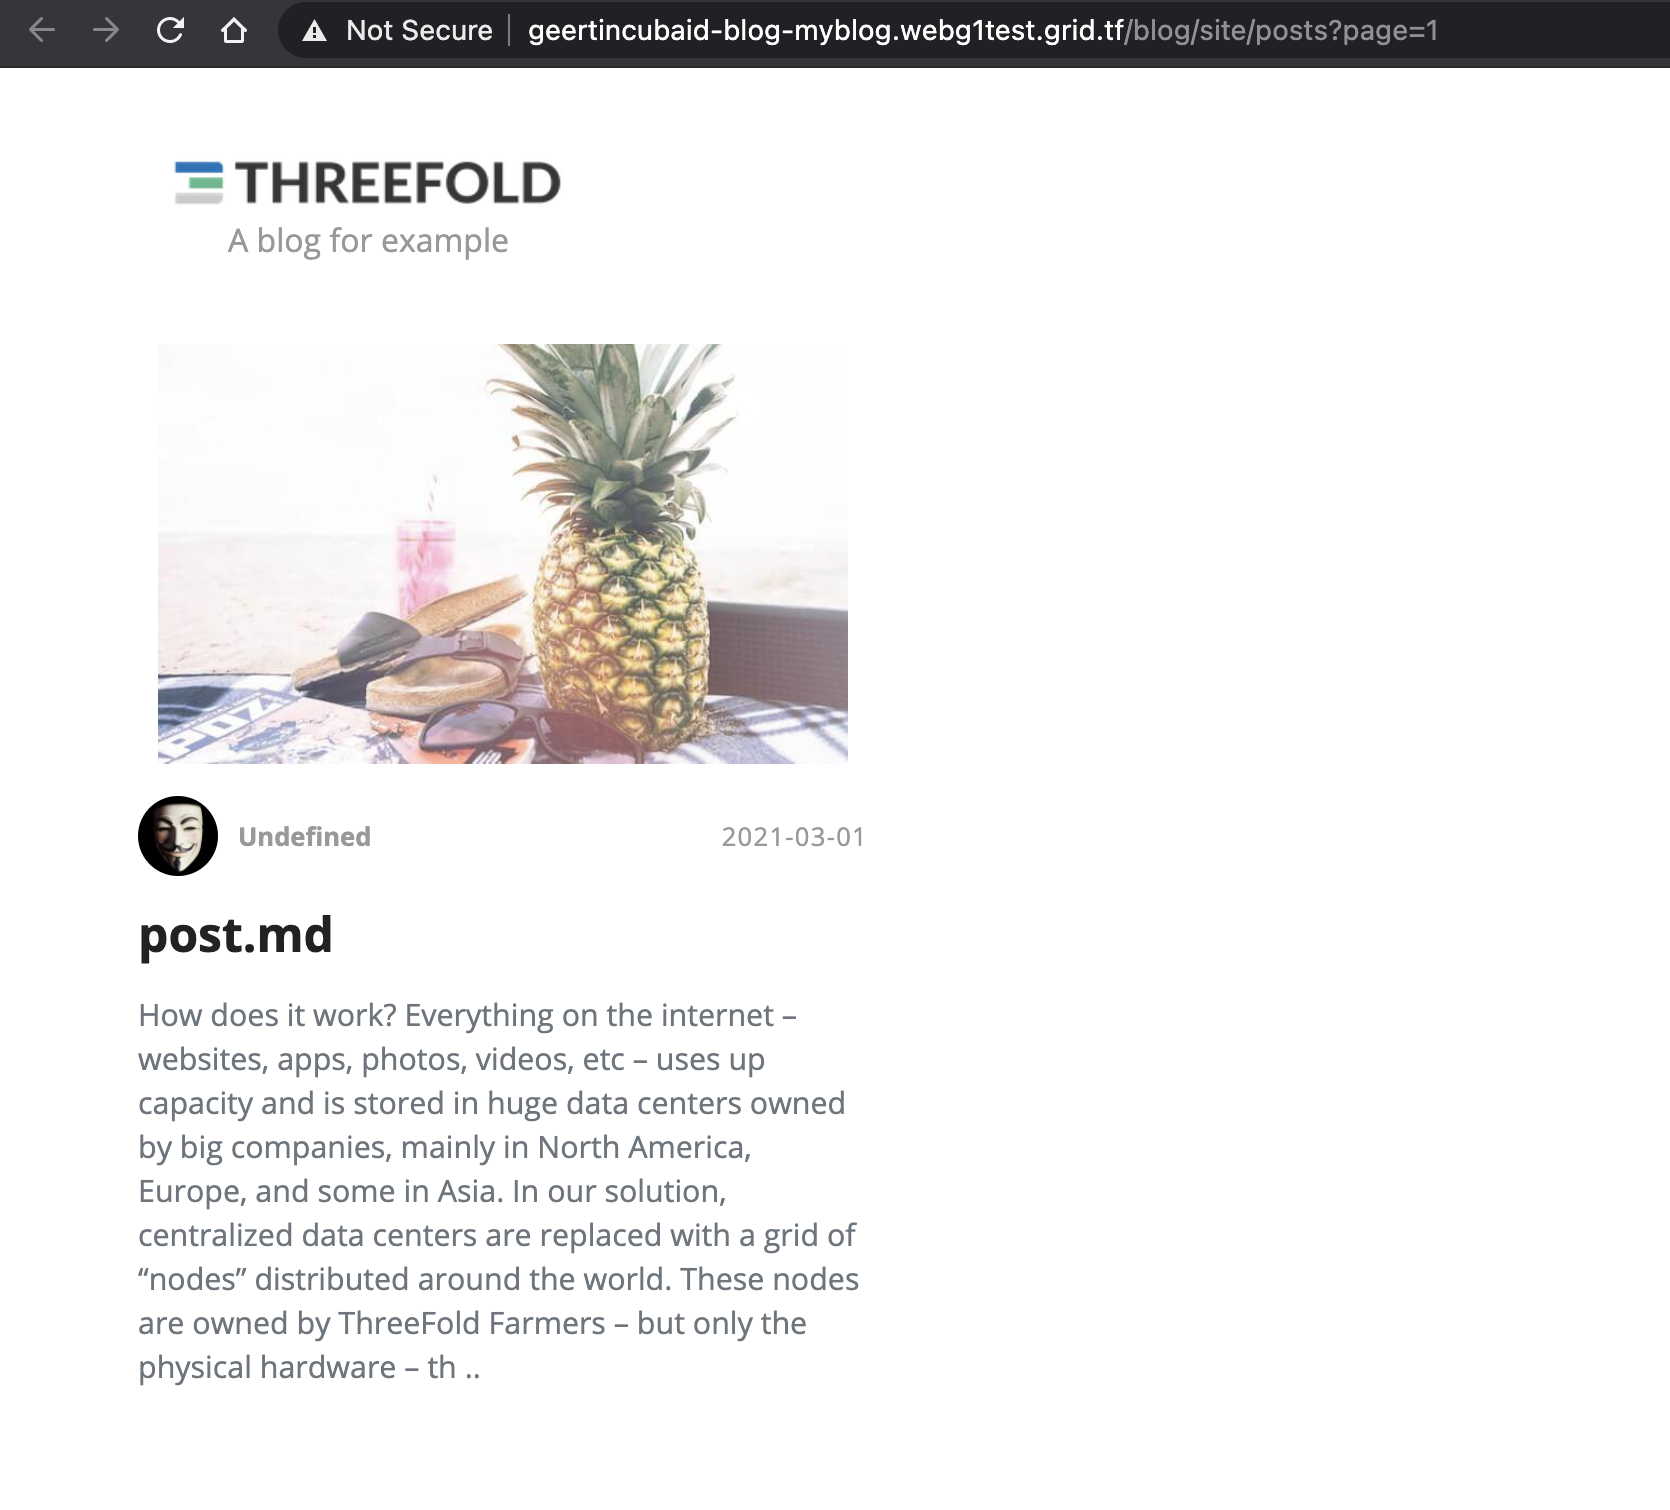 Not Secure geertincubaid-blog-myblog.webg1test.grid.tf/blog/site/posts?page=1
THREEFOLD
A blog for example
Undefined
2021-03-01
post.md
How does it work? Everything on the internet –
websites, apps, photos, videos, etc – uses up
capacity and is stored in huge data centers owned
by big companies, mainly in North America,
Europe, and some in Asia. In our solution,
centralized data centers are replaced with a grid of
“nodes” distributed around the world. These nodes
are owned by ThreeFold Farmers – but only the
physical hardware – th ..